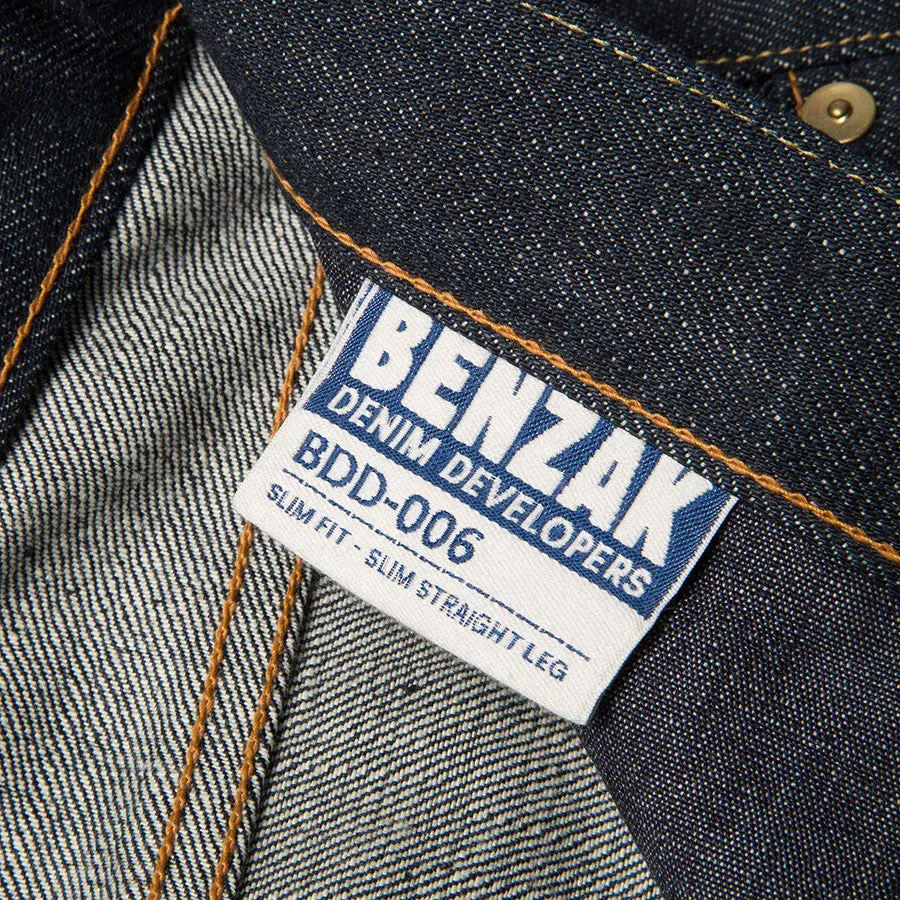 BENZAK
DENIM DEVELOPERS
BDD-006
SLIM FIT - SLIM STRAIGHT LEG